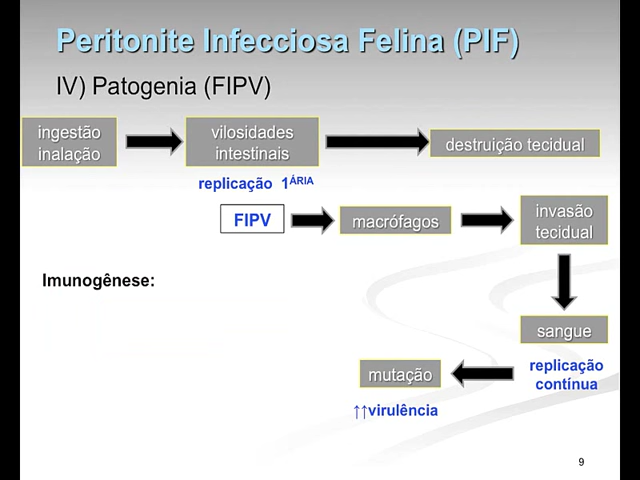 Peritonite Infecciosa Felina (PIF)
IV) Patogenia (FIPV)
ingestão
inalação
vilosidades
intestinais
destruição tecidual
replicação 1ÁRIA
FIPV
macrófagos
invasão
tecidual
Imunogênese:
sangue
replicação
contínua
mutação
↑↑virulência
9